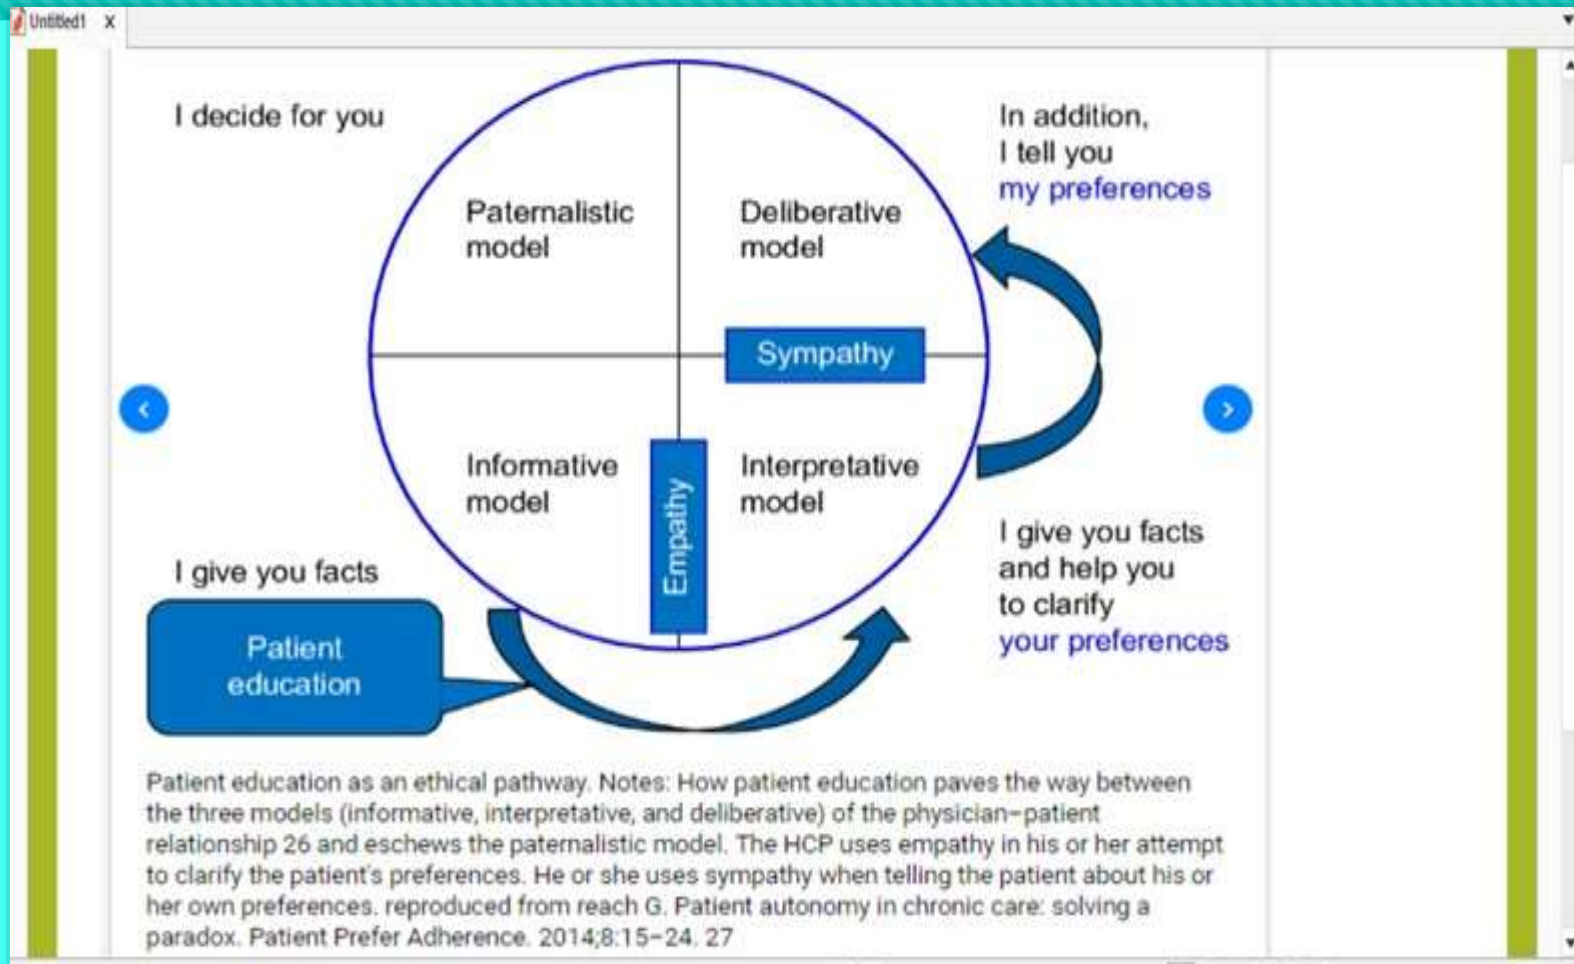 Untitled1 X
I decide for you
In addition,
I tell you
my preferences
Paternalistic
model
Deliberative
model
Sympathy
Informative
model
Empathy
Interpretative
model
I give you facts
I give you facts
and help you
to clarify
your preferences
Patient
education
Patient education as an ethical pathway. Notes: How patient education paves the way between
the three models (informative, interpretative, and deliberative) of the physician–patient
relationship 26 and eschews the paternalistic model. The HCP uses empathy in his or her attempt
to clarify the patient's preferences. He or she uses sympathy when telling the patient about his or
her own preferences. reproduced from reach G. Patient autonomy in chronic care: solving a
paradox. Patient Prefer Adherence. 2014;8:15–24. 27